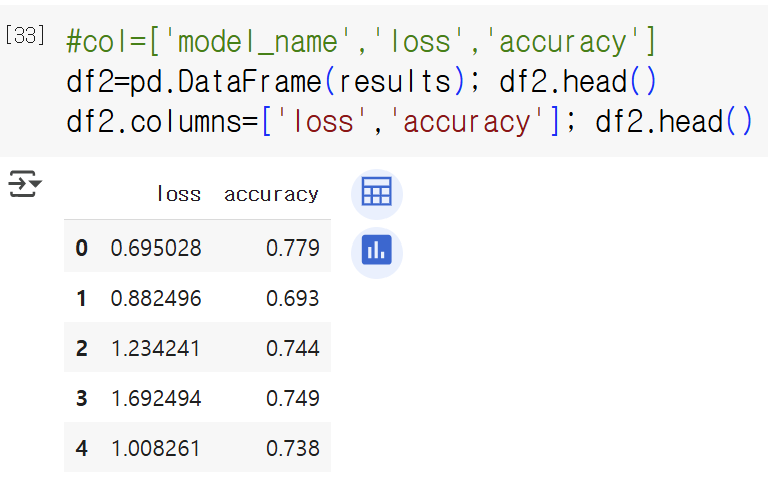 [33] #col=['model_name','loss','accuracy']
df2=pd.DataFrame(results); df2.head()
df2.columns=['loss','accuracy']; df2.head()
loss accuracy
0 0.695028 0.779
1 0.882496 0.693
2 1.234241 0.744
3 1.692494 0.749
4 1.008261 0.738